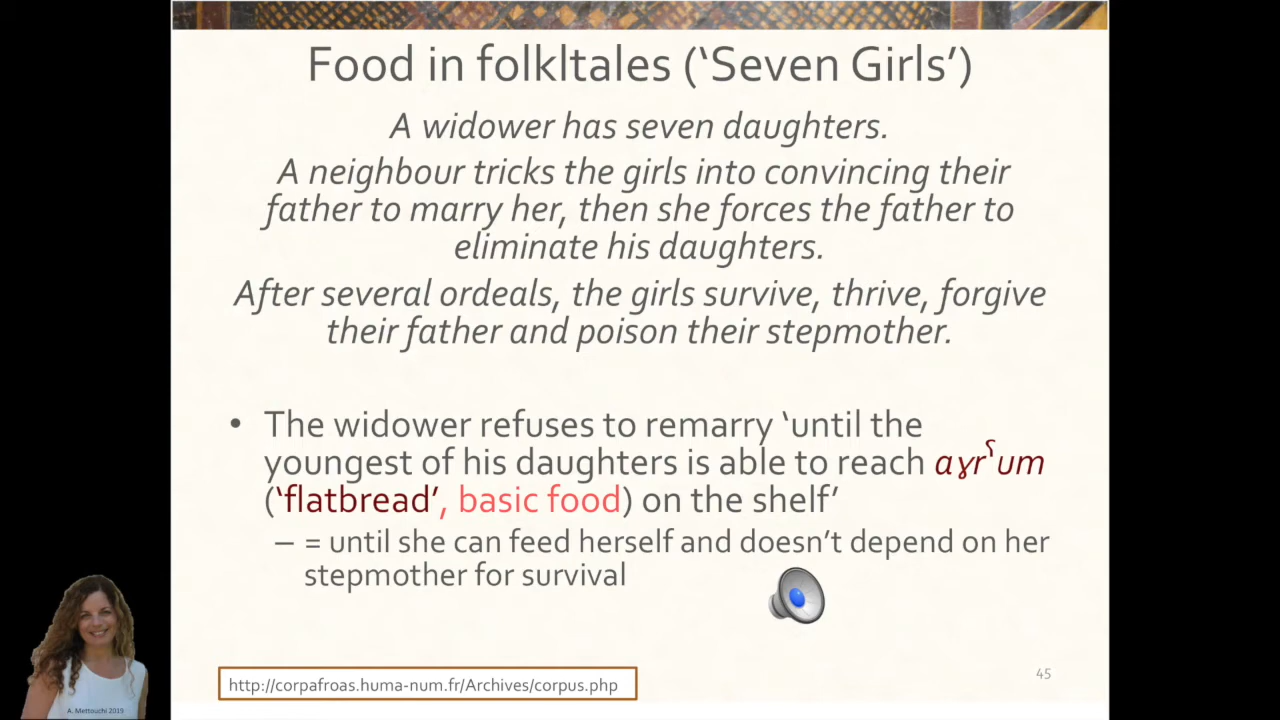 Food in folkltales (‘Seven Girls’)
A widower has seven daughters.
A neighbour tricks the girls into convincing their
father to marry her, then she forces the father to
eliminate his daughters.
After several ordeals, the girls survive, thrive, forgive
their father and poison their stepmother.
• The widower refuses to remarry ‘until the
youngest of his daughters is able to reach aɣrˤum
(‘flatbread’, basic food) on the shelf’
– = until she can feed herself and doesn’t depend on her
stepmother for survival
http://corpafroas.huma-num.fr/Archives/corpus.php
45
A. Mettouchi 2019